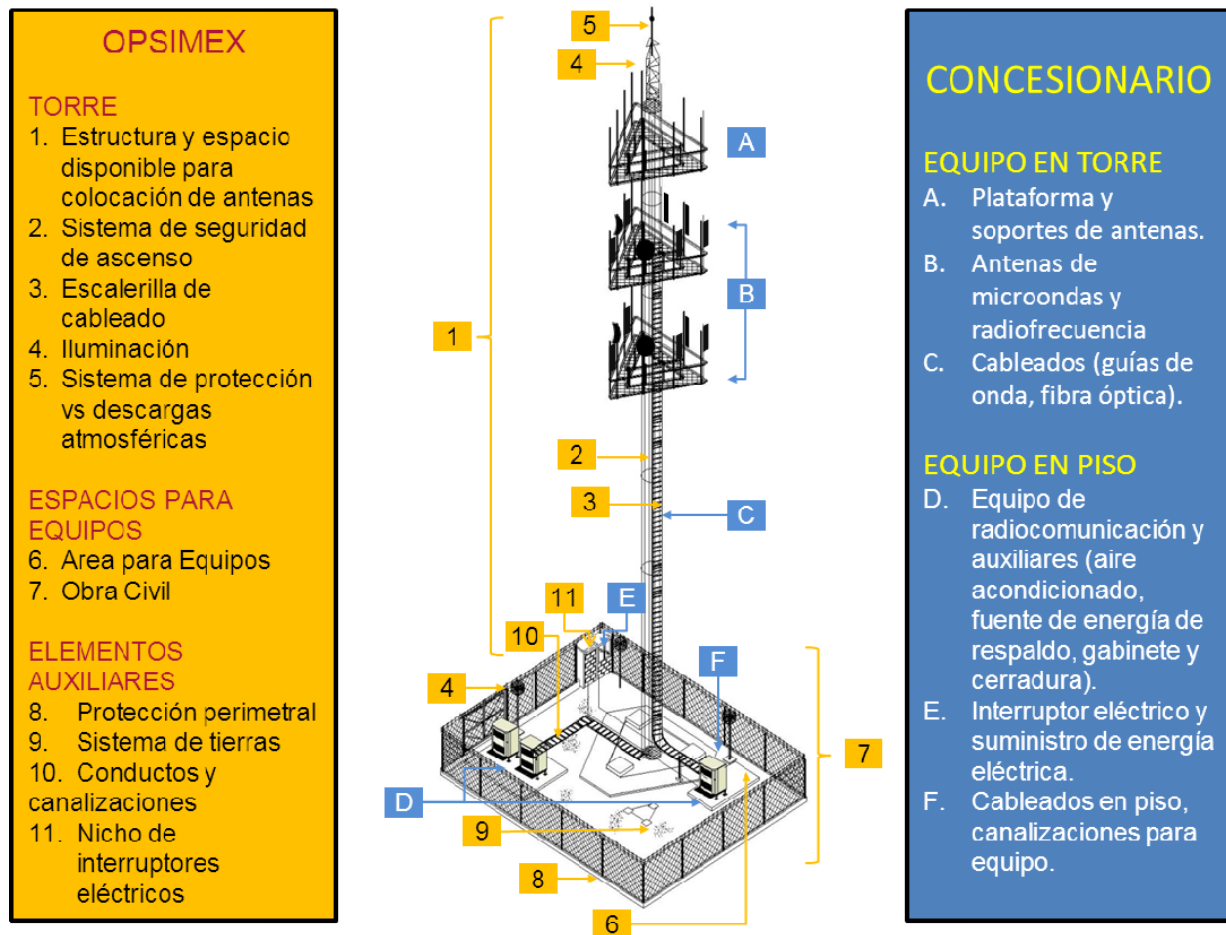 OPSIMEX
TORRE
1. Estructura y espacio
disponible para
colocación de antenas
2. Sistema de seguridad
de ascenso
3. Escalerilla de
cableado
4. Iluminación
5. Sistema de protección
vs descargas
atmosféricas
ESPACIOS PARA
EQUIPOS
6. Area para Equipos
7. Obra Civil
ELEMENTOS
AUXILIARES
8. Protección perimetral
9. Sistema de tierras
10. Conductos y
canalizaciones
11. Nicho de
interruptores
eléctricos
5
4
A
B
1
2
3
C
11
E
10
F
4
7
D
9
8
6
CONCESIONARIO
EQUIPO EN TORRE
A. Plataforma y
soportes de antenas.
B. Antenas de
microondas y
radiofrecuencia
C. Cableados (guías de
onda, fibra óptica).
EQUIPO EN PISO
D. Equipo de
radiocomunicación y
auxiliares (aire
acondicionado,
fuente de energía de
respaldo, gabinete y
cerradura).
E. Interruptor eléctrico y
suministro de energía
eléctrica.
F. Cableados en piso,
canalizaciones para
equipo.